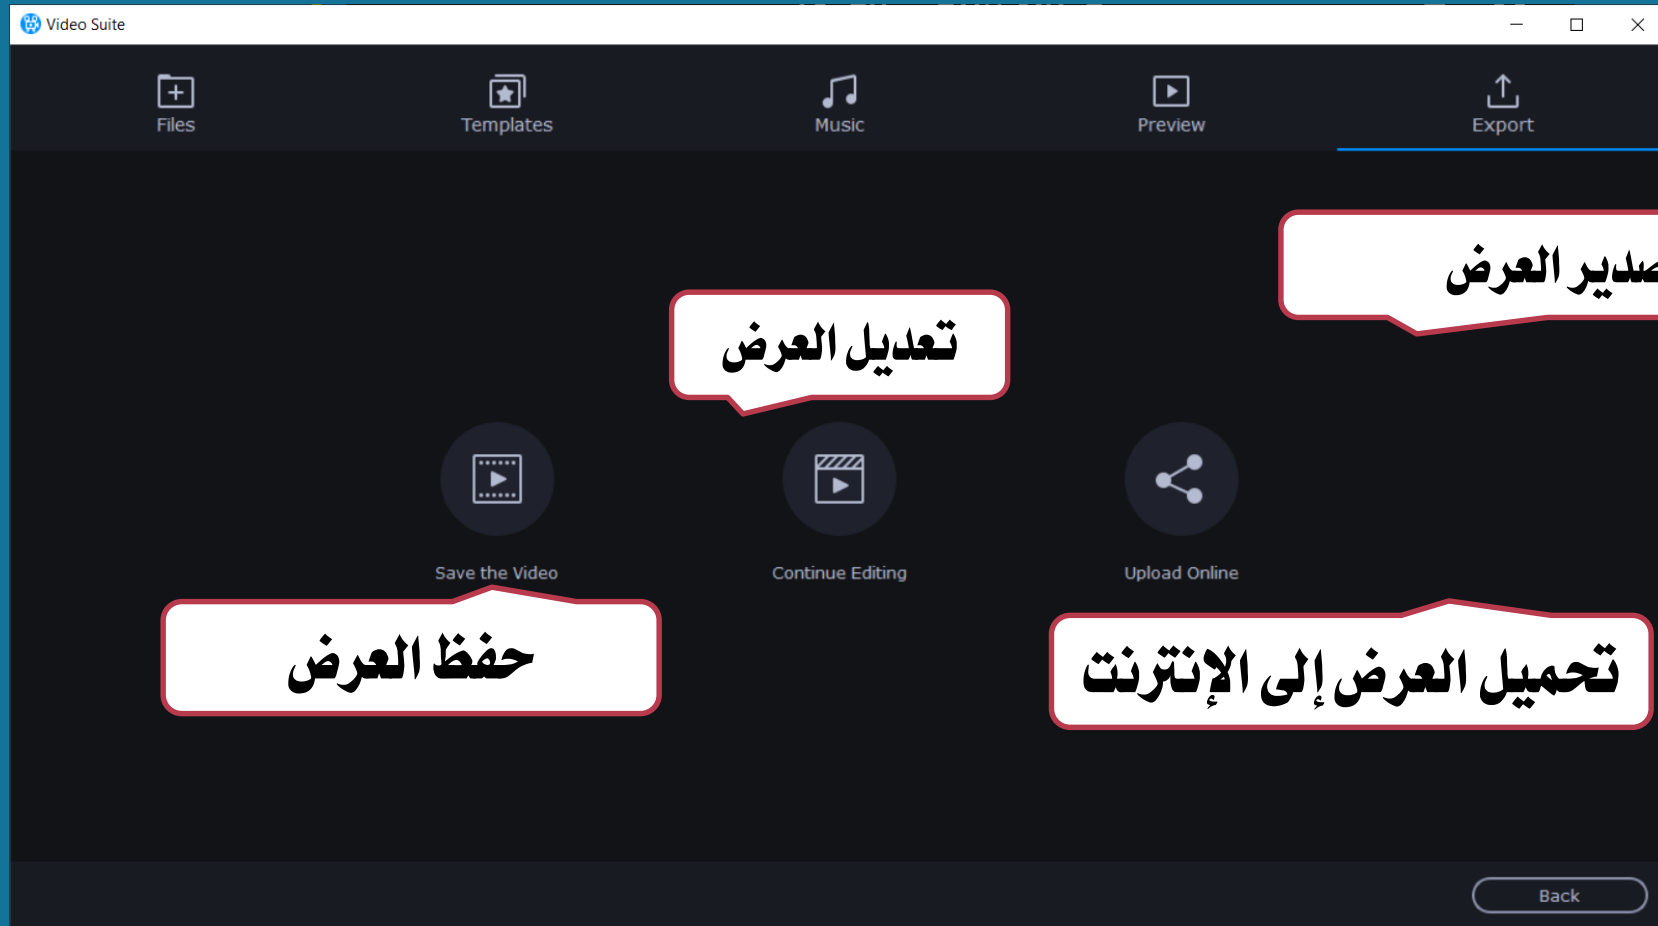 Video Suite
Files
Templates
Music
Preview
Export
صدير العرض
تعديل العرض
Save the Video
Continue Editing
Upload Online
حفظ العرض
تحميل العرض إلى الإنترنت
Back